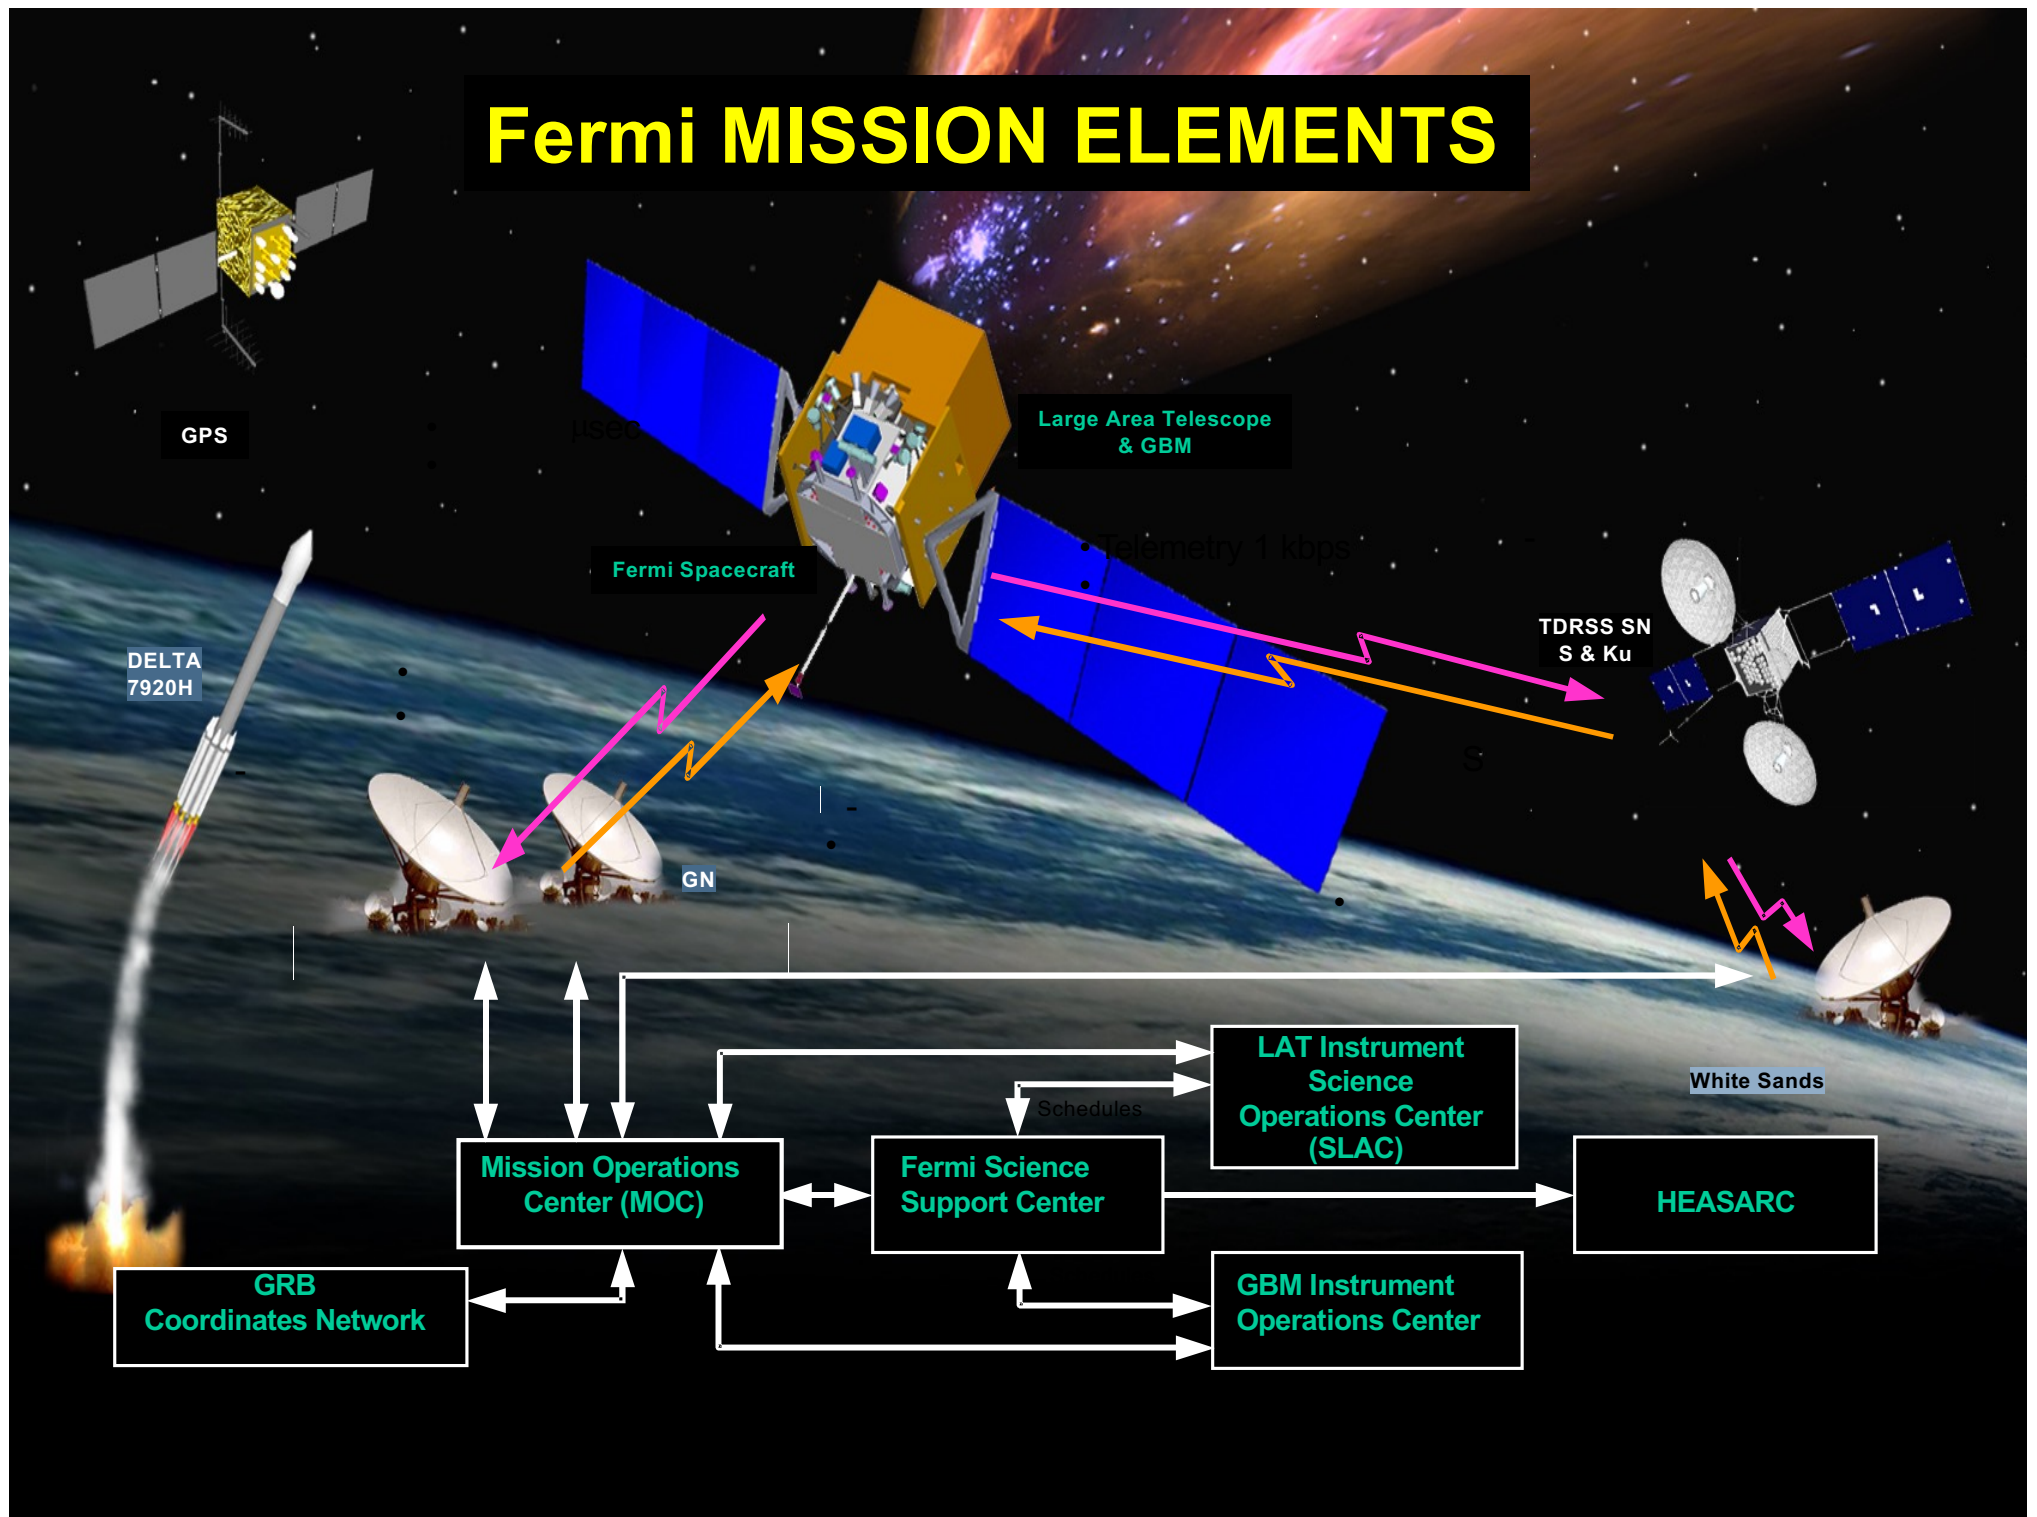 Fermi MISSION ELEMENTS
GPS
μsec
Large Area Telescope
& GBM
• Telemetry 1 kbps
Fermi Spacecraft
TDRSS SN
S & Ku
DELTA
7920H
S
GN
White Sands
LAT Instrument
Science
Operations Center
(SLAC)
Schedules
Mission Operations
Center (MOC)
Fermi Science
Support Center
HEASARC
GRB
Coordinates Network
GBM Instrument
Operations Center